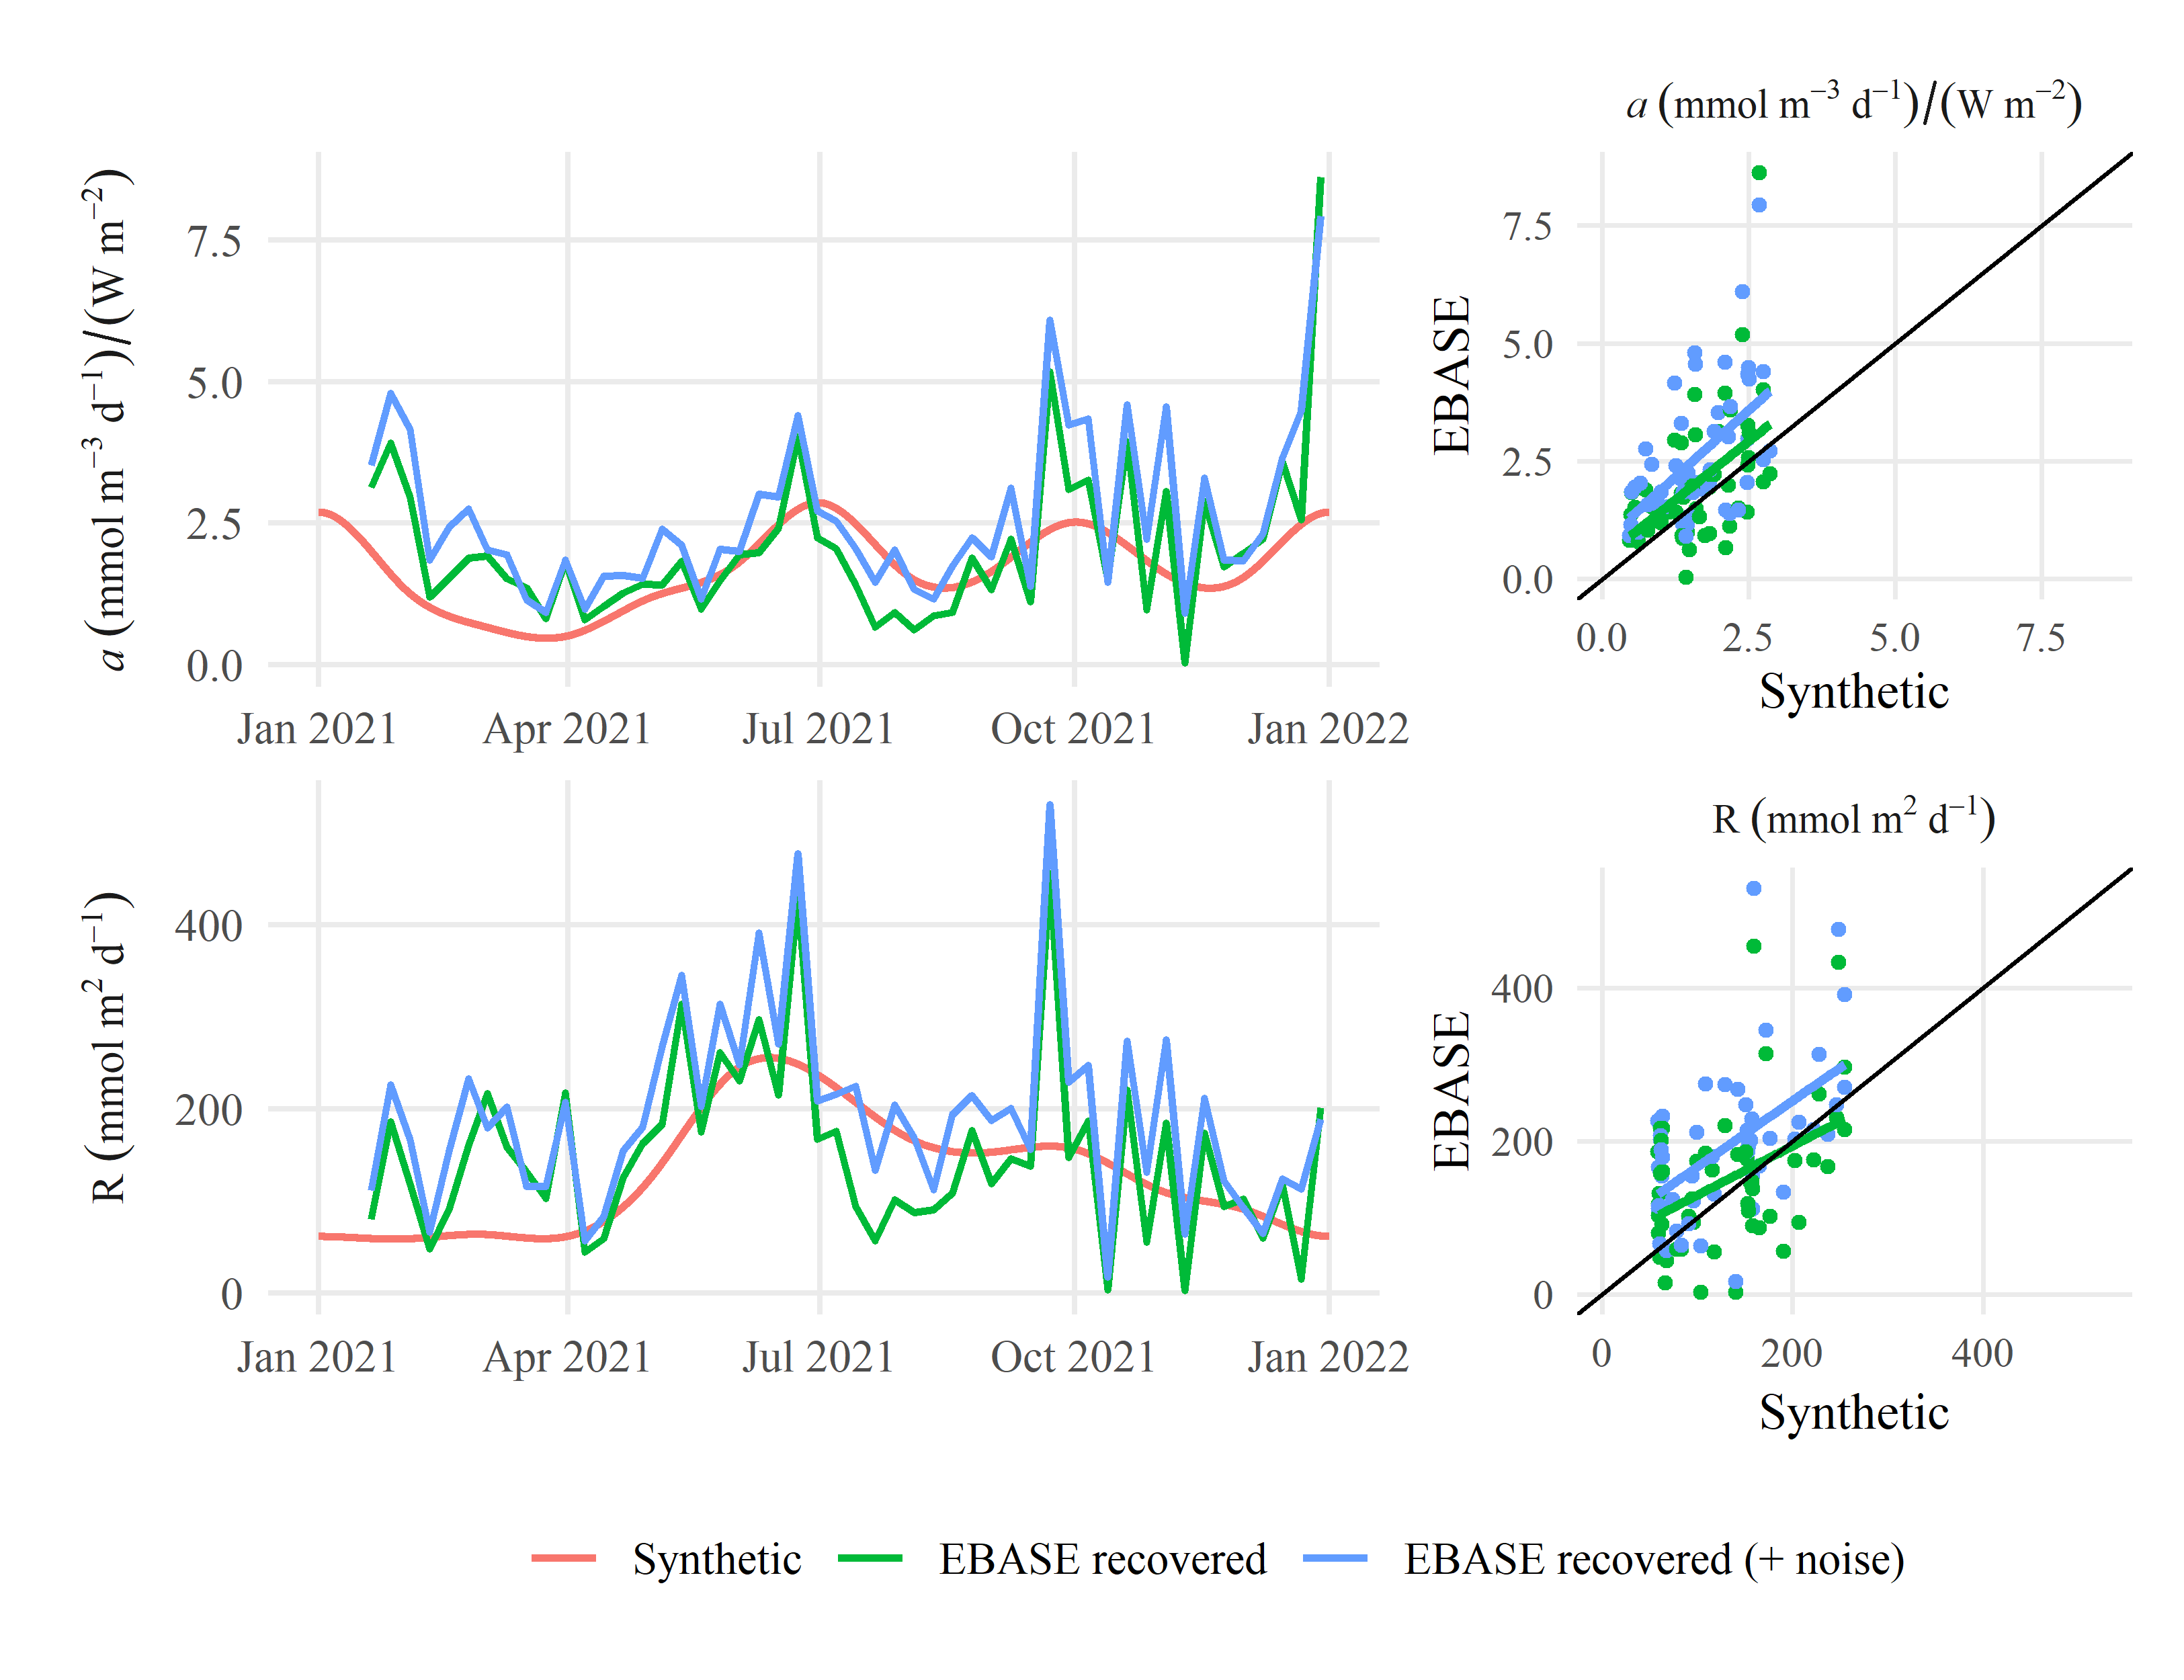 a (mmol m⁻³ d⁻¹)/(W m⁻²)
7.5
5.0
2.5
0.0
Jan 2021 Apr 2021 Jul 2021 Oct 2021 Jan 2022
a (mmol m⁻³ d⁻¹)/(W m⁻²)
EBASE
7.5
5.0
2.5
0.0
0.0 2.5 5.0 7.5
Synthetic
R (mmol m² d⁻¹)
400
200
0
Jan 2021 Apr 2021 Jul 2021 Oct 2021 Jan 2022
R (mmol m² d⁻¹)
EBASE
400
200
0
0 200 400
Synthetic
Synthetic EBASE recovered EBASE recovered (+ noise)